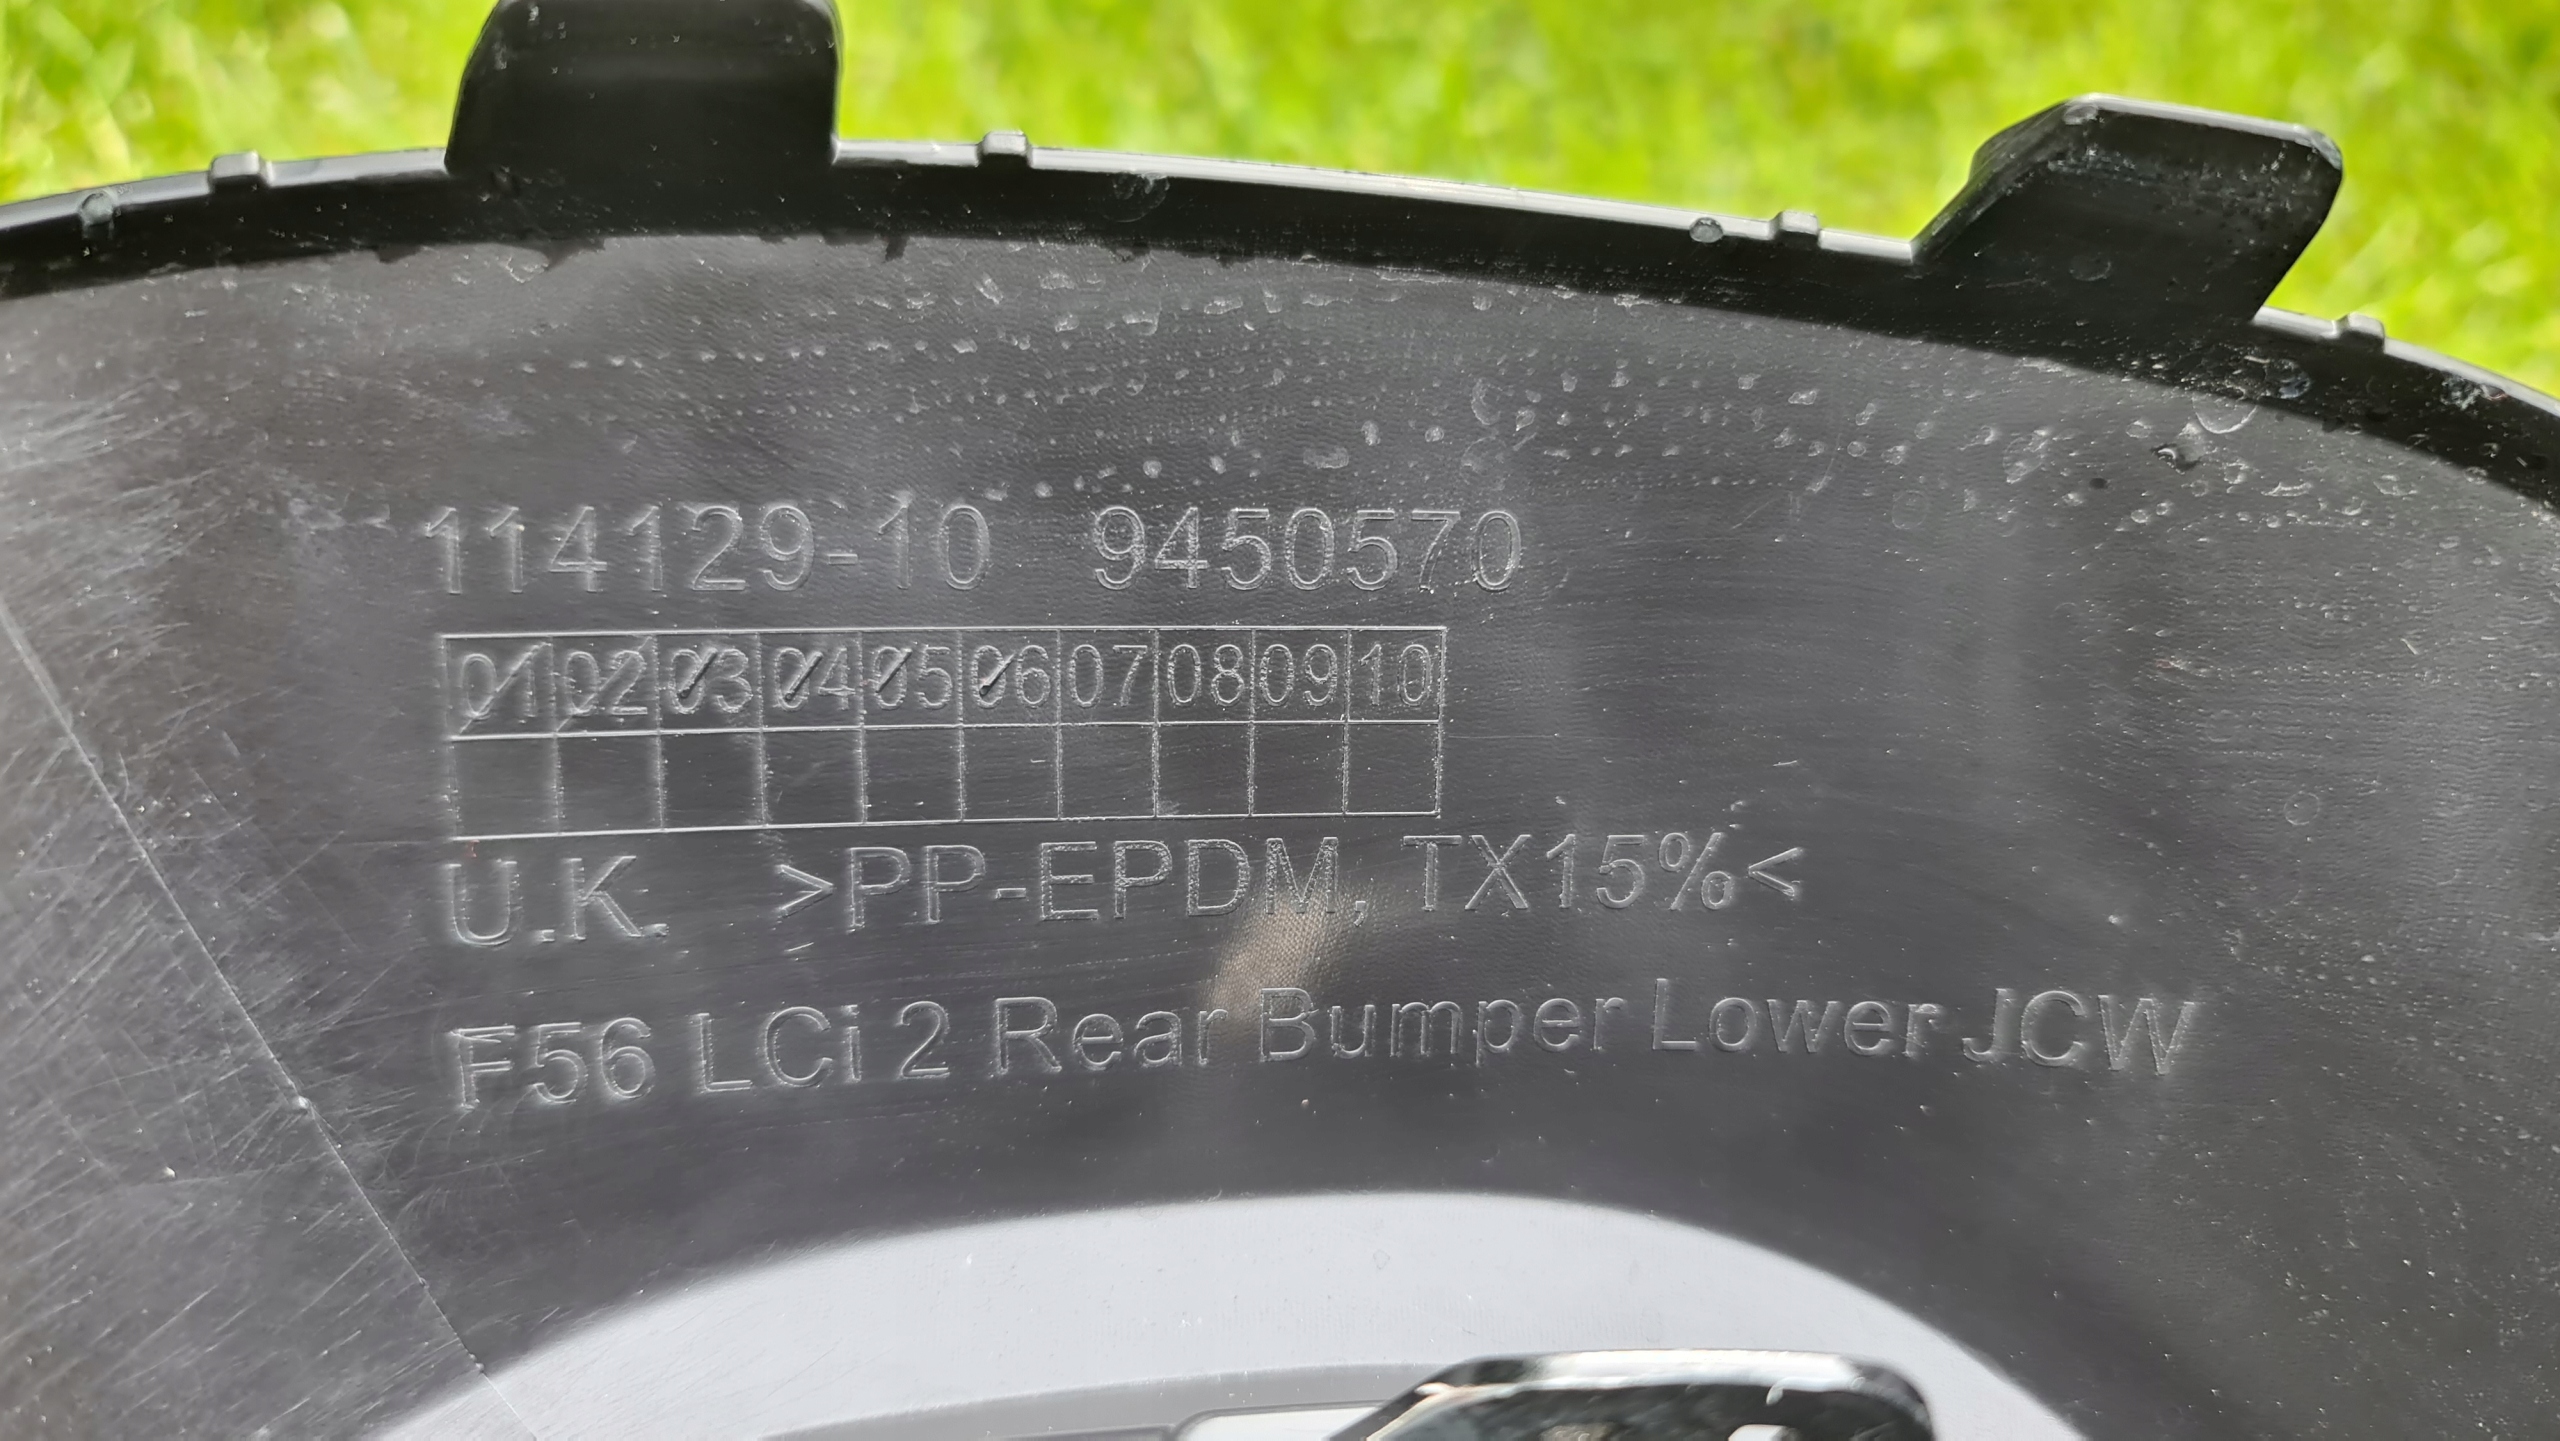 114129-10 9450570
01 02 03 04 05 06 07 08 09 10
U.K. >PP-EPDM, TX15%<
F56 LCi 2 Rear Bumper Lower JCW